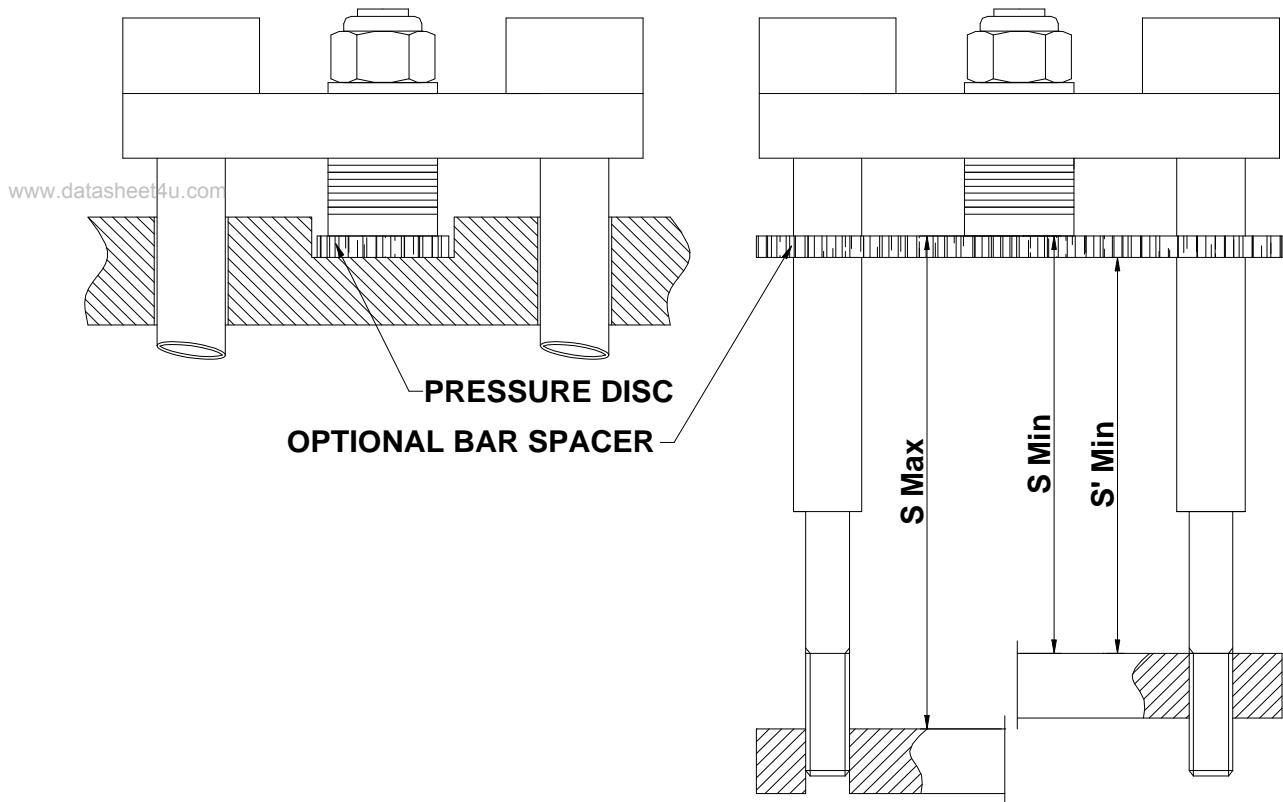 www.datasheet4u.com
PRESSURE DISC
OPTIONAL BAR SPACER
S Max
S Min
S' Min